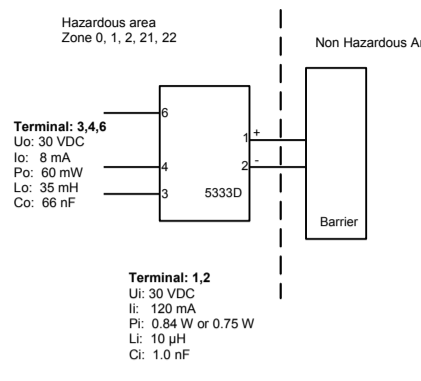 Hazardous area
Zone 0, 1, 2, 21, 22
Non Hazardous Ar
6
Terminal: 3,4,6
Uo: 30 VDC
Io: 8 mA
Po: 60 mW
Lo: 35 mH
Co: 66 nF
1 +
4
2 -
3
5333D
Barrier
Terminal: 1,2
Ui: 30 VDC
Ii: 120 mA
Pi: 0.84 W or 0.75 W
Li: 10 µH
Ci: 1.0 nF